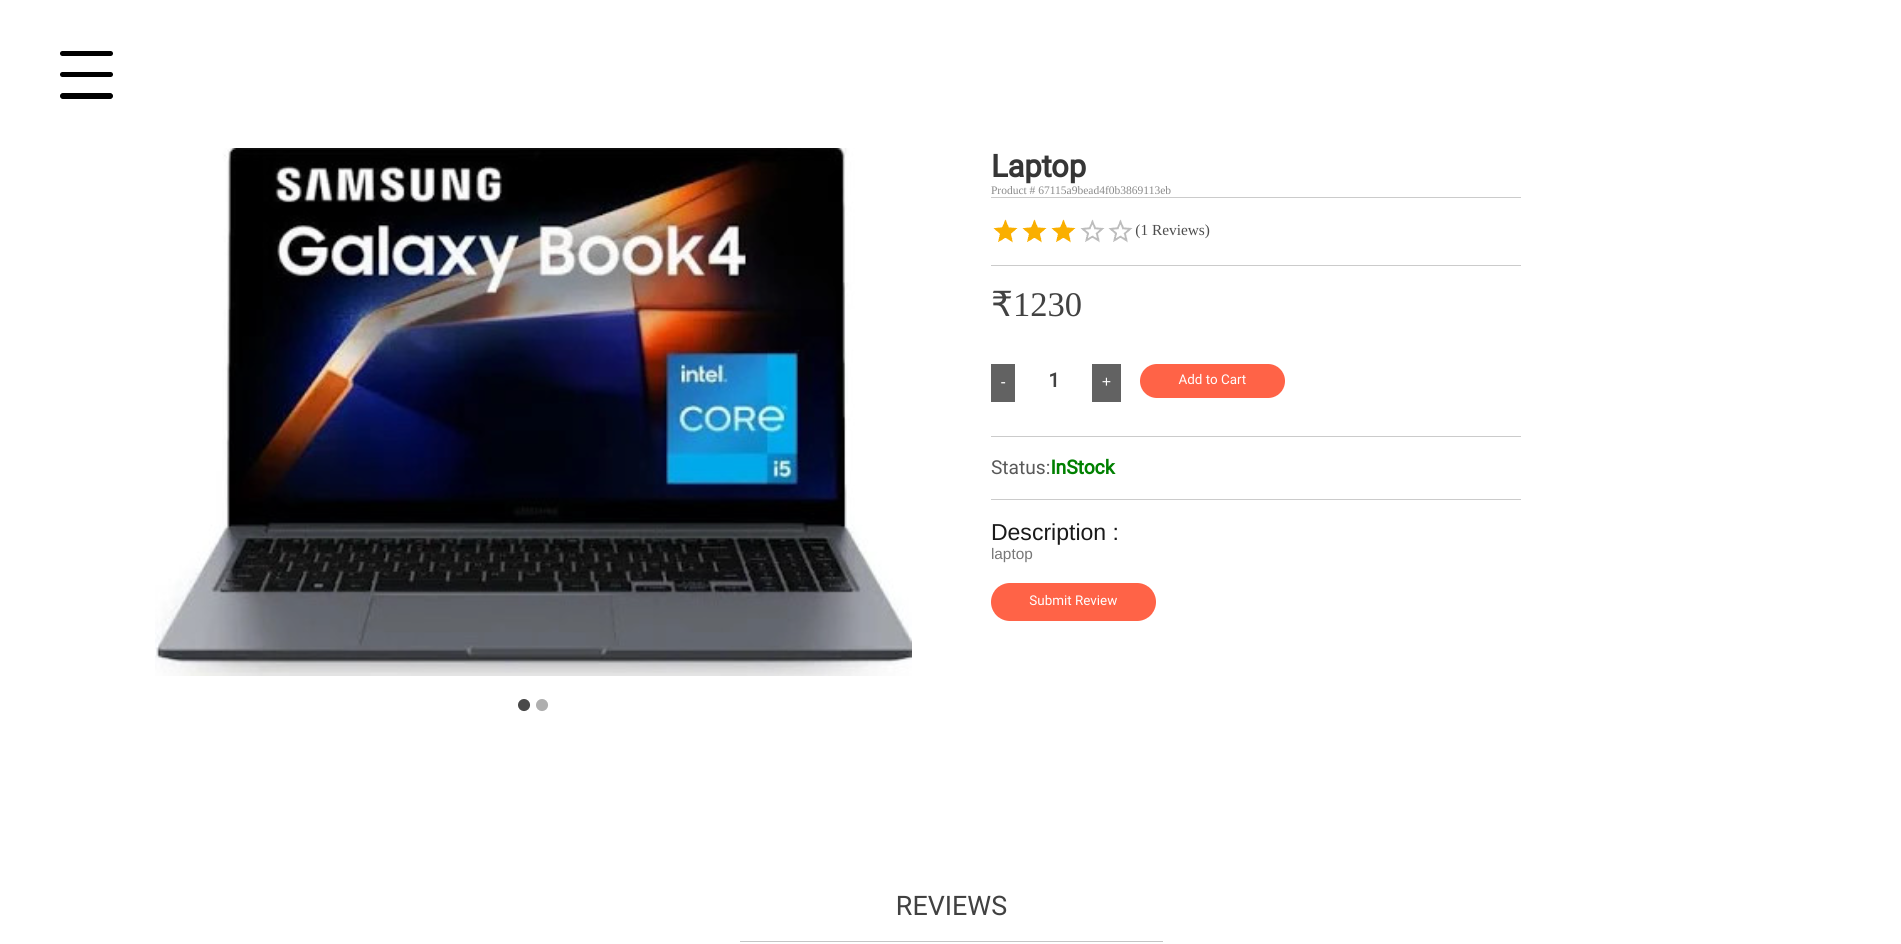 SAMSUNG
Galaxy Book4
intel.
CORE
i5
Laptop
Product # 67115a9bead4f0b3869113eb
(1 Reviews)
₹1230
- 1 + Add to Cart
Status:InStock
Description :
laptop
Submit Review
REVIEWS